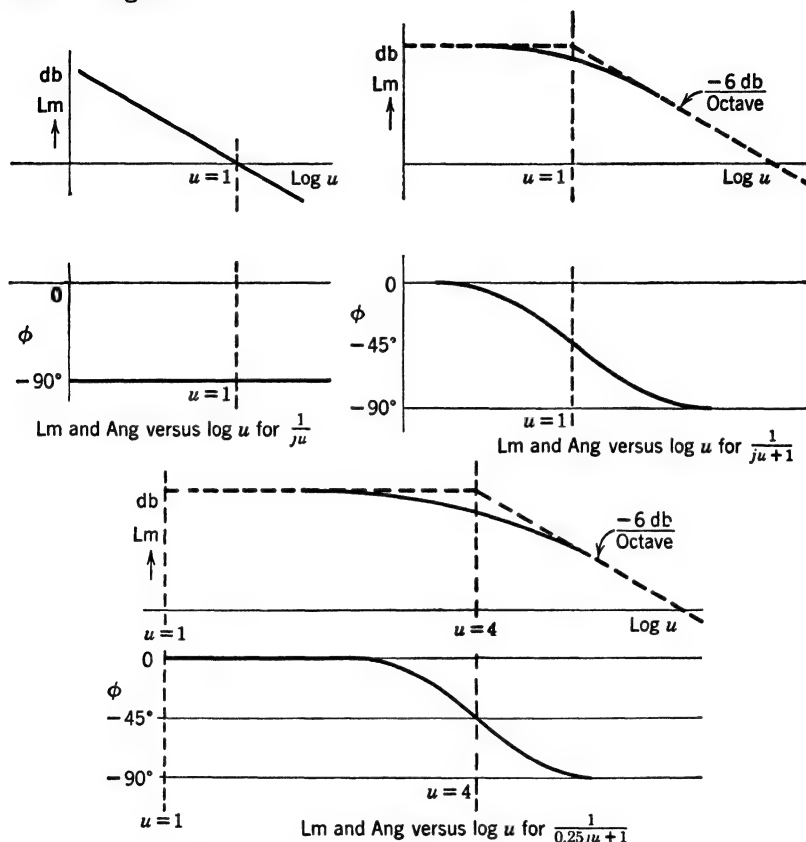 db
Lm
u = 1
Log u
0
φ
−90°
u = 1
Lm and Ang versus log u for 1/ju
db
Lm
−6 db
Octave
u = 1
Log u
0
φ
−45°
−90°
u = 1
Lm and Ang versus log u for 1/ju + 1
db
Lm
−6 db
Octave
u = 1
u = 4
Log u
0
φ
−45°
−90°
u = 4
u = 1
Lm and Ang versus log u for 1/0.25ju + 1